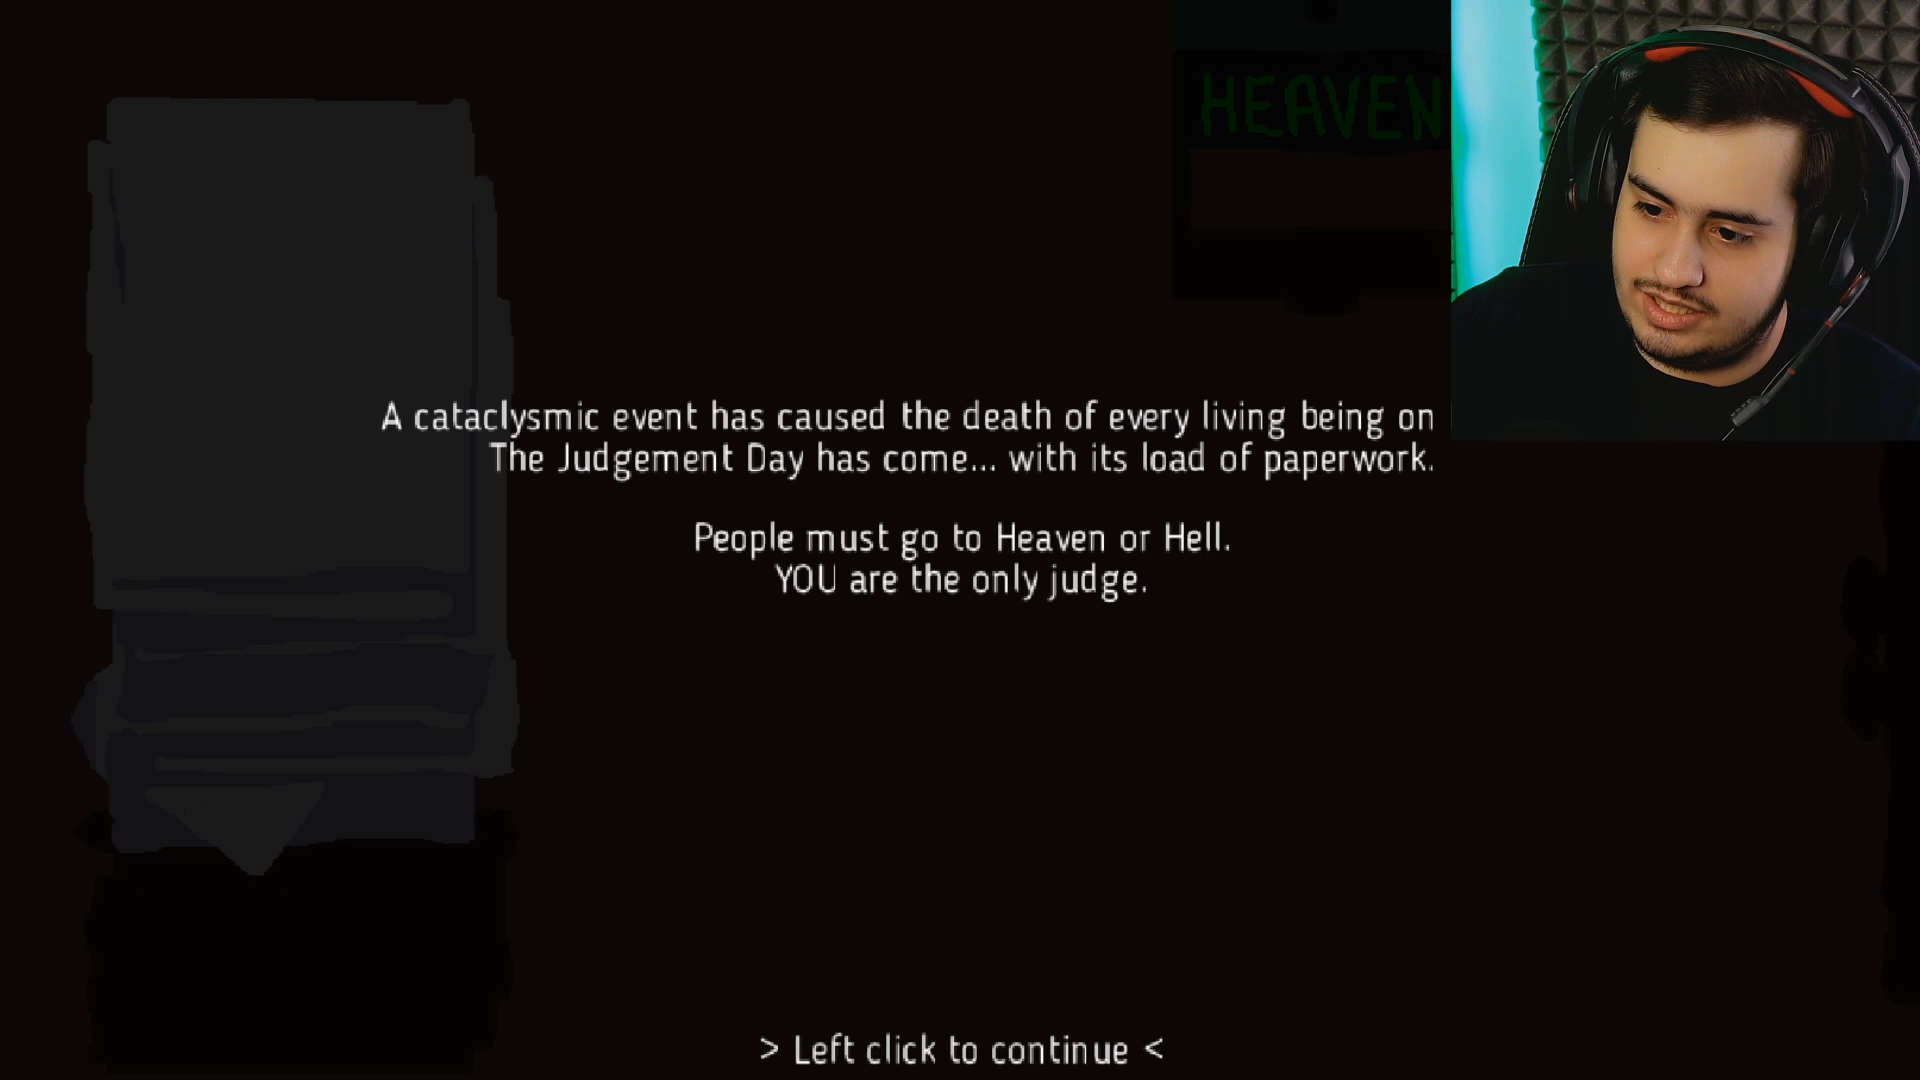 HEAVEN
A cataclysmic event has caused the death of every living being on
The Judgement Day has come... with its load of paperwork.
People must go to Heaven or Hell.
YOU are the only judge.
> Left click to continue <